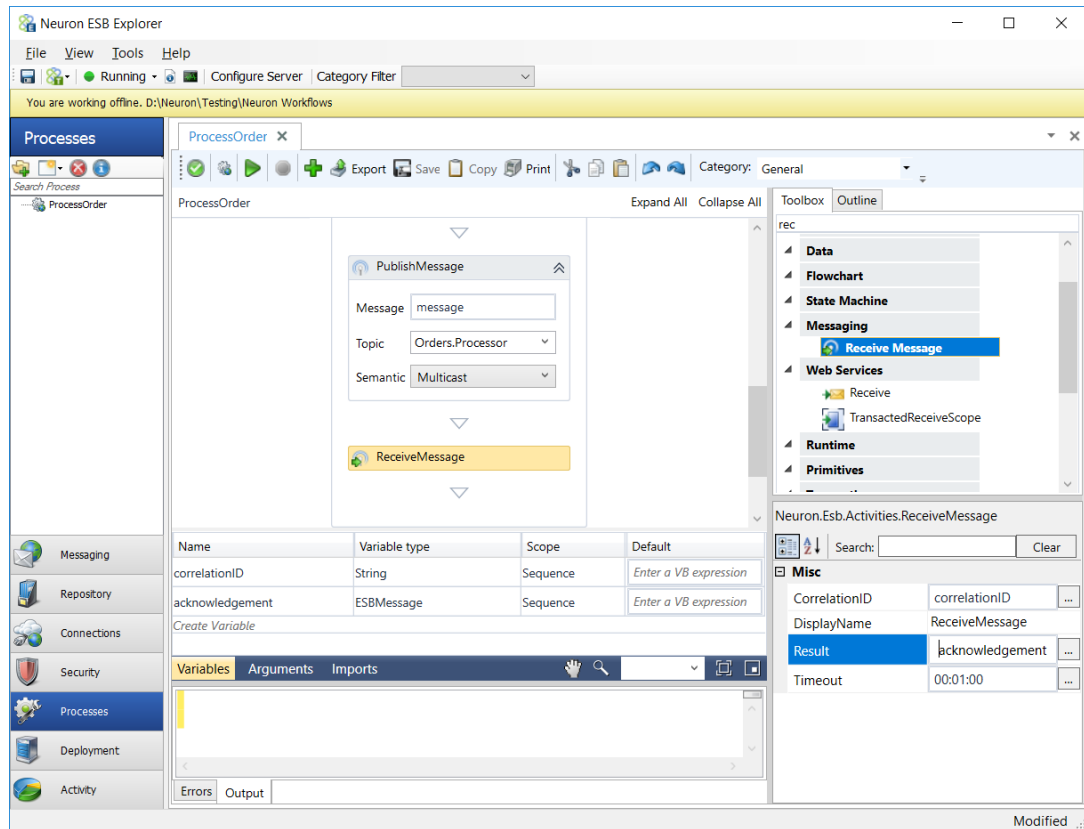 Neuron ESB Explorer
File View Tools Help
Running Configure Server Category Filter
You are working offline. D:\Neuron\Testing\Neuron Workflows
Processes
Search Process
ProcessOrder
Messaging
Repository
Connections
Security
Processes
Deployment
Activity
ProcessOrder
Export Save Copy Print Category: General
ProcessOrder Expand All Collapse All
PublishMessage
Message message
Topic Orders.Processor
Semantic Multicast
ReceiveMessage
Name Variable type Scope Default
correlationID String Sequence Enter a VB expression
acknowledgement ESBMessage Sequence Enter a VB expression
Create Variable
Variables Arguments Imports
Errors Output
Toolbox Outline
rec
Data
Flowchart
State Machine
Messaging
Receive Message
Web Services
Receive
TransactedReceiveScope
Runtime
Primitives
Neuron.Esb.Activities.ReceiveMessage
Search: Clear
Misc
CorrelationID correlationID ...
DisplayName ReceiveMessage
Result acknowledgement ...
Timeout 00:01:00 ...
Modified